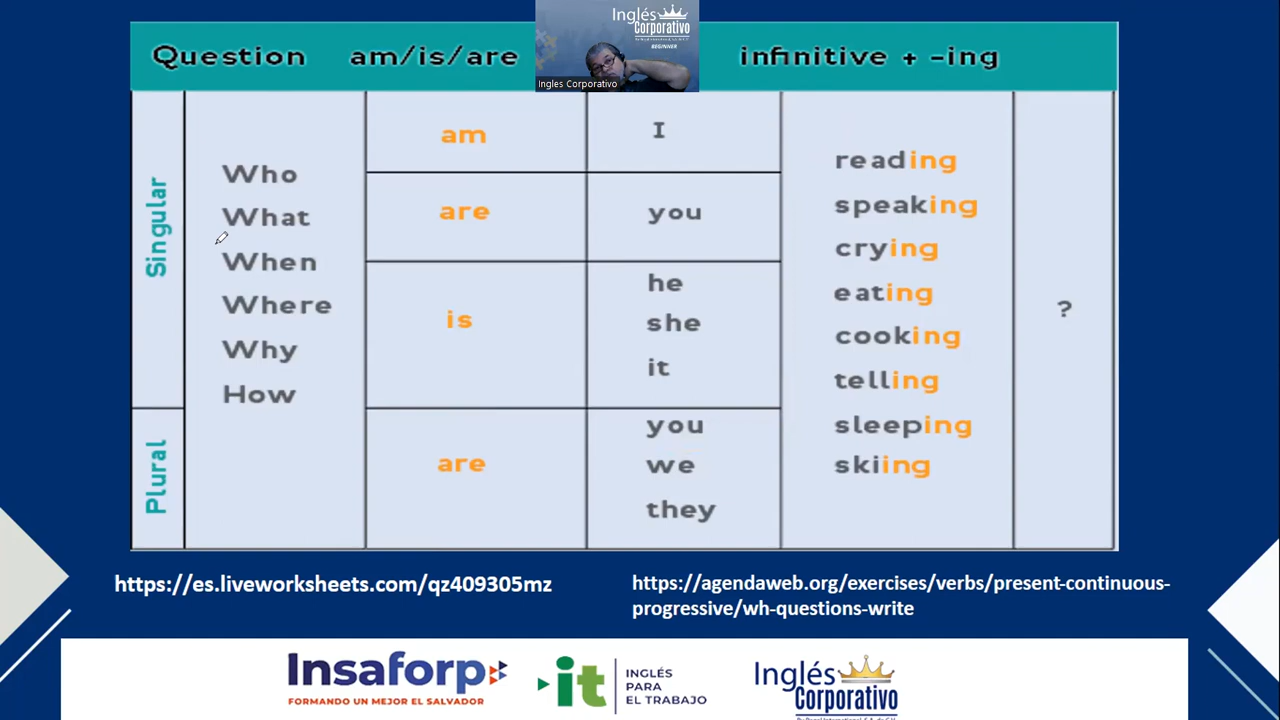 Inglés
Corporativo
BEGINNER
Ingles Corporativo
Question am/is/are infinitive + -ing
Singular
Who
What
When
Where
Why
How
am
I
are
you
is
he
she
it
reading
speaking
crying
eating
cooking
telling
sleeping
skiing
?
Plural
are
you
we
they
https://es.liveworksheets.com/qz409305mz
https://agendaweb.org/exercises/verbs/present-continuous-
progressive/wh-questions-write
Insaforp
FORMANDO UN MEJOR EL SALVADOR
it
INGLÉS
PARA
EL TRABAJO
Inglés
Corporativo